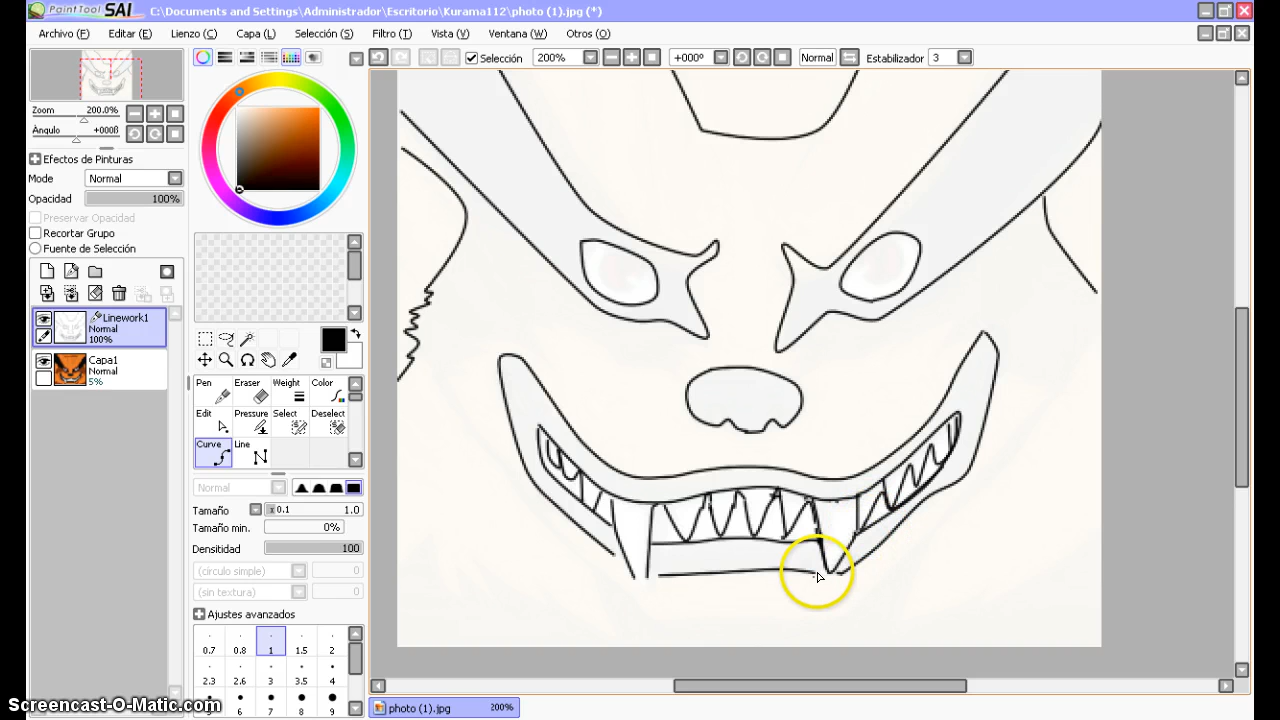 PaintTool SAI C:\Documents and Settings\Administrador\Escritorio\Kurama112\photo (1).jpg (*)
Archivo (F) Editar (E) Lienzo (C) Capa (L) Selección (S) Filtro (T) Vista (V) Ventana (W) Otros (O)
Selección 200% +000º Normal Estabilizador 3
Zoom 200.0%
Àngulo +000ß
Efectos de Pinturas
Mode Normal
Opacidad 100%
Preservar Opacidad
Recortar Grupo
Fuente de Selección
Linework1
Normal
100%
Capa1
Normal
5%
Pen Eraser Weight Color
Edit Pressure Select Deselect
Curve Line
Normal
Tamaño x0.1 1.0
Tamaño min. 0%
Densitidad 100
(círculo simple) 0
(sin textura) 0
Ajustes avanzados
0.7 0.8 1 1.5 2
2.3 2.6 3 3.5 4
5 6 7 8 9
photo (1).jpg 200%
Screencast-O-Matic.com